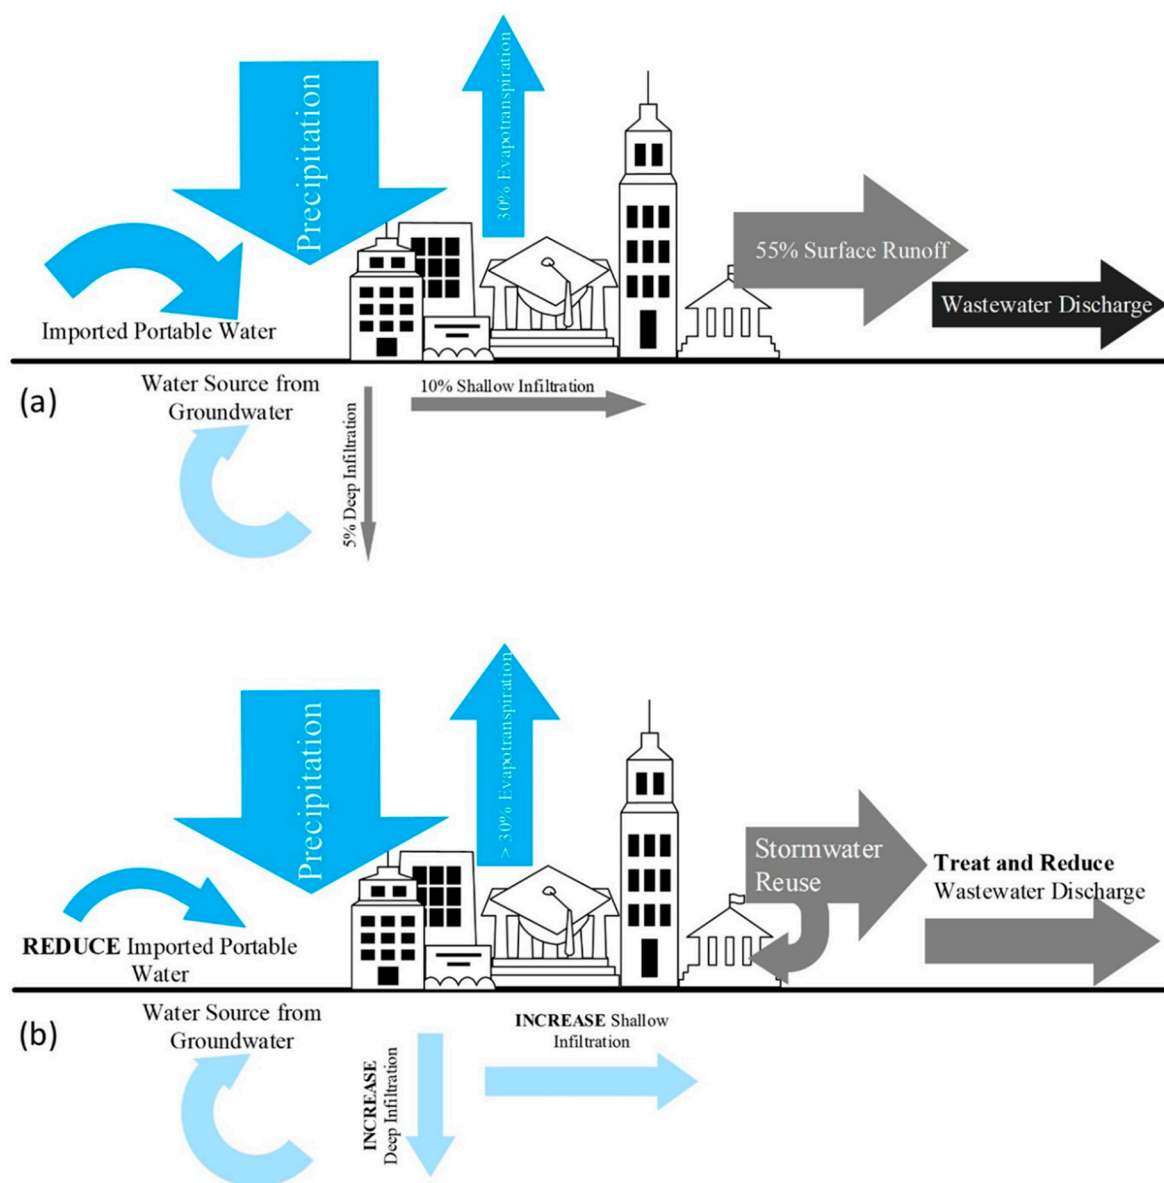 Precipitation
30% Evapotranspiration
55% Surface Runoff
Wastewater Discharge
Imported Portable Water
Water Source from
Groundwater
(a)
10% Shallow Infiltration
5% Deep Infiltration
Precipitation
> 30% Evapotranspiration
Stormwater
Reuse
Treat and Reduce
Wastewater Discharge
REDUCE Imported Portable
Water
Water Source from
Groundwater
(b)
INCREASE Shallow
Infiltration
INCREASE
Deep Infiltration